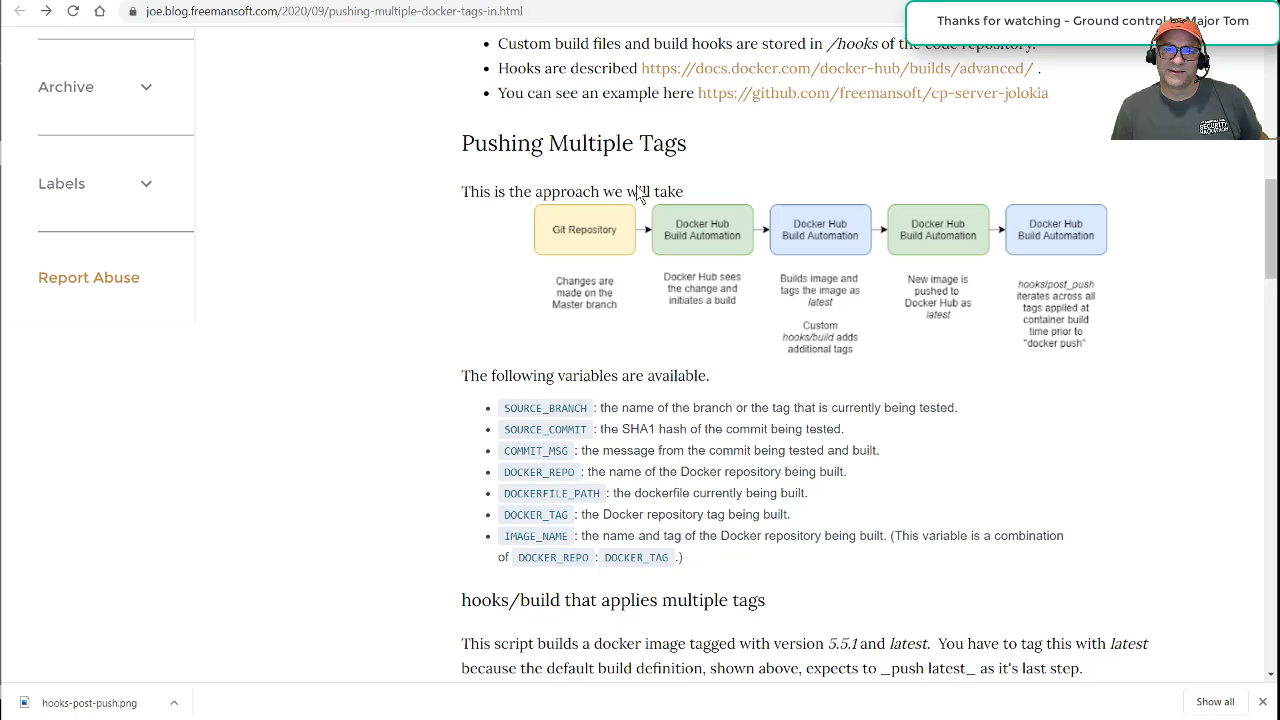 joe.blog.freemansoft.com/2020/09/pushing-multiple-docker-tags-in.html
Thanks for watching - Ground control to Major Tom
Archive
Labels
Report Abuse
Custom build files and build hooks are stored in /hooks of the code repository.
Hooks are described https://docs.docker.com/docker-hub/builds/advanced/ .
You can see an example here https://github.com/freemansoft/cp-server-jolokia
SECURITY
Pushing Multiple Tags
This is the approach we will take
Git Repository
Docker Hub
Build Automation
Docker Hub
Build Automation
Docker Hub
Build Automation
Docker Hub
Build Automation
Changes are
made on the
Master branch
Docker Hub sees
the change and
initiates a build
Builds image and
tags the image as
latest
Custom
hooks/build adds
additional tags
New image is
pushed to
Docker Hub as
latest
hooks/post_push
iterates across all
tags applied at
container build
time prior to
"docker push"
The following variables are available.
SOURCE_BRANCH : the name of the branch or the tag that is currently being tested.
SOURCE_COMMIT : the SHA1 hash of the commit being tested.
COMMIT_MSG : the message from the commit being tested and built.
DOCKER_REPO : the name of the Docker repository being built.
DOCKERFILE_PATH : the dockerfile currently being built.
DOCKER_TAG : the Docker repository tag being built.
IMAGE_NAME : the name and tag of the Docker repository being built. (This variable is a combination
of DOCKER_REPO : DOCKER_TAG .)
hooks/build that applies multiple tags
This script builds a docker image tagged with version 5.5.1 and latest. You have to tag this with latest
because the default build definition, shown above, expects to _push latest_ as it's last step.
hooks-post-push.png
Show all